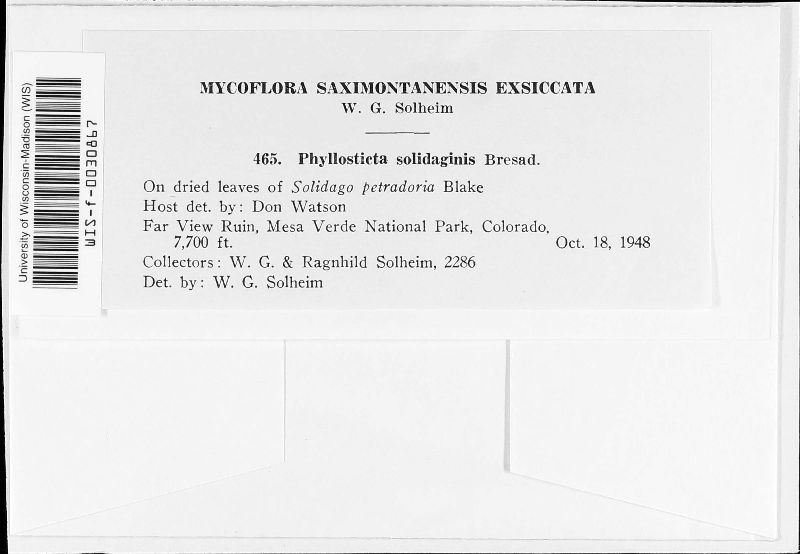 MYCOFLORA SAXIMONTANENSIS EXSICCATA
W. G. Solheim
465. Phyllosticta solidaginis Bresad.
On dried leaves of Solidago petradoria Blake
Host det. by: Don Watson
Far View Ruin, Mesa Verde National Park, Colorado,
7,700 ft. Oct. 18, 1948
Collectors: W. G. & Ragnhild Solheim, 2286
Det. by: W. G. Solheim
University of Wisconsin-Madison (WIS)
WIS-f-0030867